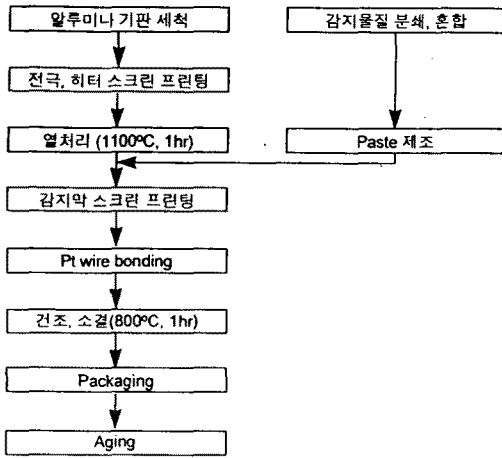 알루미나 기판 세척
감지물질 분쇄, 혼합
전극, 히터 스크린 프린팅
열처리 (1100ºC, 1hr)
Paste 제조
감지막 스크린 프린팅
Pt wire bonding
건조, 소결(800ºC, 1hr)
Packaging
Aging